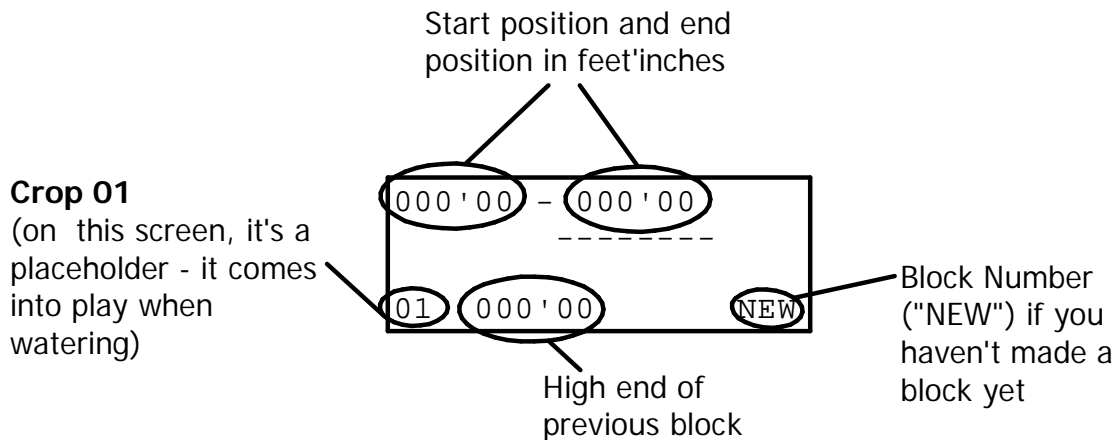 Start position and end
position in feet'inches
Crop 01
(on this screen, it's a
placeholder - it comes
into play when
watering)
000'00 - 000'00
--------
01 000'00 NEW
Block Number
("NEW") if you
haven't made a
block yet
High end of
previous block